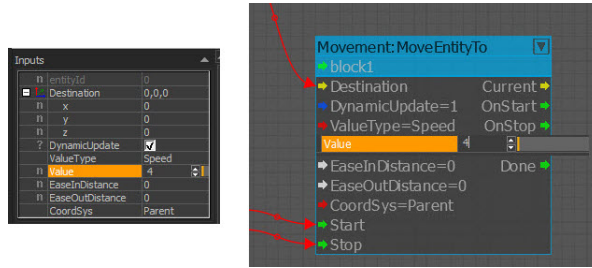 Inputs
n entityId 0
Destination 0,0,0
n x 0
n y 0
n z 0
? DynamicUpdate
ValueType Speed
n Value 4
n EaseInDistance 0
n EaseOutDistance 0
CoordSys Parent
Movement:MoveEntityTo
block1
Destination Current
DynamicUpdate=1 OnStart
ValueType=Speed OnStop
Value 4
EaseInDistance=0 Done
EaseOutDistance=0
CoordSys=Parent
Start
Stop